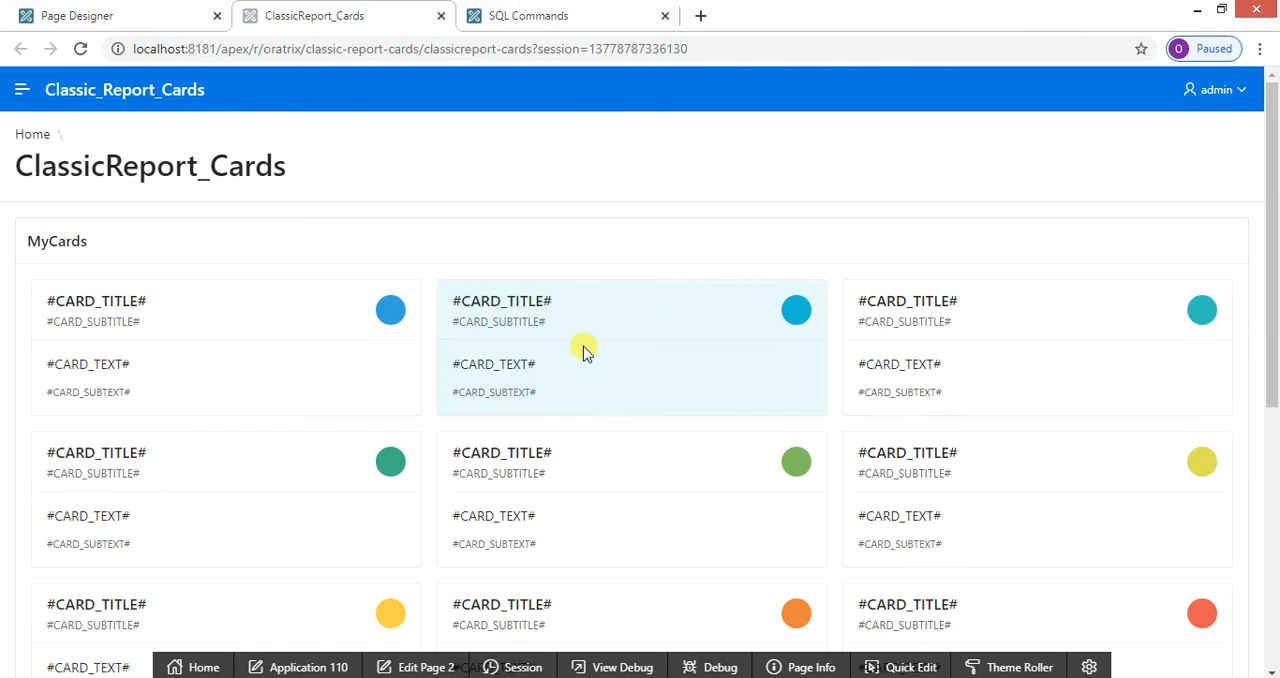 Page Designer
ClassicReport_Cards
SQL Commands
localhost:8181/apex/r/oratrix/classic-report-cards/classicreport-cards?session=13778787336130
O Paused
Classic_Report_Cards
admin
Home \
ClassicReport_Cards
MyCards
#CARD_TITLE# #CARD_TITLE# #CARD_TITLE#
#CARD_SUBTITLE# #CARD_SUBTITLE# #CARD_SUBTITLE#
#CARD_TEXT# #CARD_TEXT# #CARD_TEXT#
#CARD_SUBTEXT# #CARD_SUBTEXT# #CARD_SUBTEXT#
#CARD_TITLE# #CARD_TITLE# #CARD_TITLE#
#CARD_SUBTITLE# #CARD_SUBTITLE# #CARD_SUBTITLE#
#CARD_TEXT# #CARD_TEXT# #CARD_TEXT#
#CARD_SUBTEXT# #CARD_SUBTEXT# #CARD_SUBTEXT#
#CARD_TITLE# #CARD_TITLE# #CARD_TITLE#
#CARD_SUBTITLE# #CARD_SUBTITLE# #CARD_SUBTITLE#
#CARD_TEXT#
Home Application 110 Edit Page 2 Session View Debug Debug Page Info Quick Edit Theme Roller